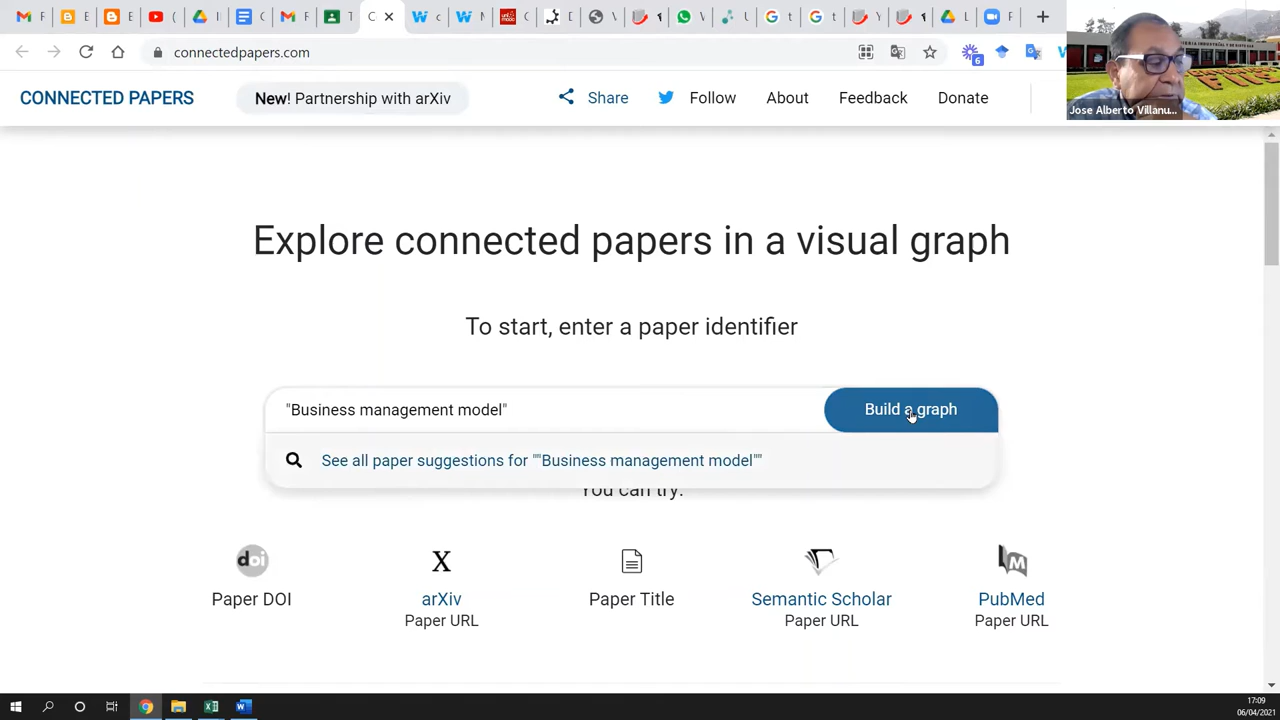 connectedpapers.com
6
CONNECTED PAPERS
New! Partnership with arXiv
Share
Follow
About
Feedback
Donate
Jose Alberto Villanu...
Explore connected papers in a visual graph
To start, enter a paper identifier
"Business management model"
Build a graph
See all paper suggestions for ""Business management model""
You can try:
doi
X
M
Paper DOI
arXiv
Paper Title
Semantic Scholar
PubMed
Paper URL
Paper URL
Paper URL
17:09
06/04/2021